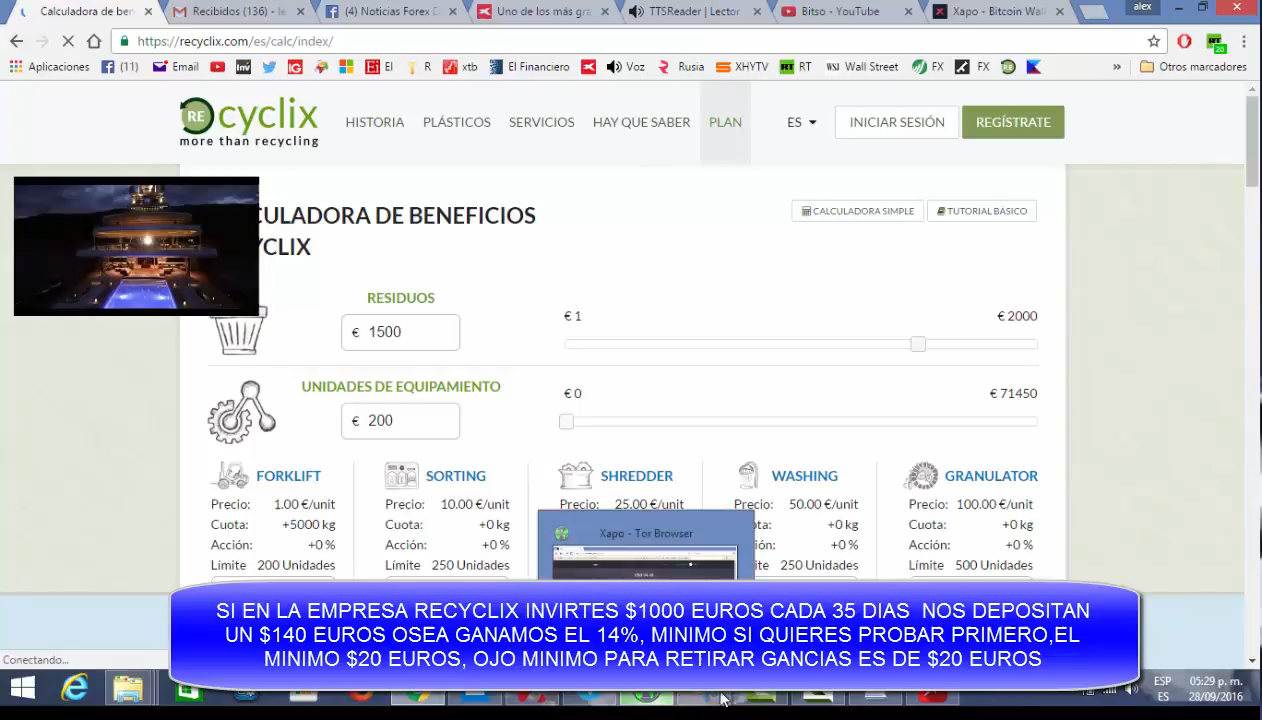 Calculadora de ben
Recibidos (136) - le
(4) Noticias Forex D
Uno de los más gra
TTSReader | Lector
Bitso - YouTube
Xapo - Bitcoin Wall
alex
https://recyclix.com/es/calc/index/
Aplicaciones
(11)
Email
El
R
xtb
El Financiero
Voz
Rusia
XHYTV
RT
Wall Street
FX
FX
»
Otros marcadores
RE cyclix
more than recycling
HISTORIA
PLÁSTICOS
SERVICIOS
HAY QUE SABER
PLAN
ES
INICIAR SESIÓN
REGÍSTRATE
CULADORA DE BENEFICIOS
YCLIX
CALCULADORA SIMPLE
TUTORIAL BÁSICO
RESIDUOS
€ 1500
€ 1
€ 2000
UNIDADES DE EQUIPAMIENTO
€ 200
€ 0
€ 71450
FORKLIFT
Precio: 1.00 €/unit
Cuota: +5000 kg
Acción: +0 %
Límite 200 Unidades
SORTING
Precio: 10.00 €/unit
Cuota: +0 kg
Acción: +0 %
Límite 250 Unidades
SHREDDER
Precio: 25.00 €/unit
WASHING
Precio: 50.00 €/unit
ota: +0 kg
ión: +0 %
Límite 250 Unidades
GRANULATOR
Precio: 100.00 €/unit
Cuota: +0 kg
Acción: +0 %
Límite 500 Unidades
Xapo - Tor Browser
SI EN LA EMPRESA RECYCLIX INVIRTES $1000 EUROS CADA 35 DIAS NOS DEPOSITAN
UN $140 EUROS OSEA GANAMOS EL 14%, MINIMO SI QUIERES PROBAR PRIMERO,EL
MINIMO $20 EUROS, OJO MINIMO PARA RETIRAR GANCIAS ES DE $20 EUROS
Conectando...
ESP
ES
05:29 p. m.
28/09/2016